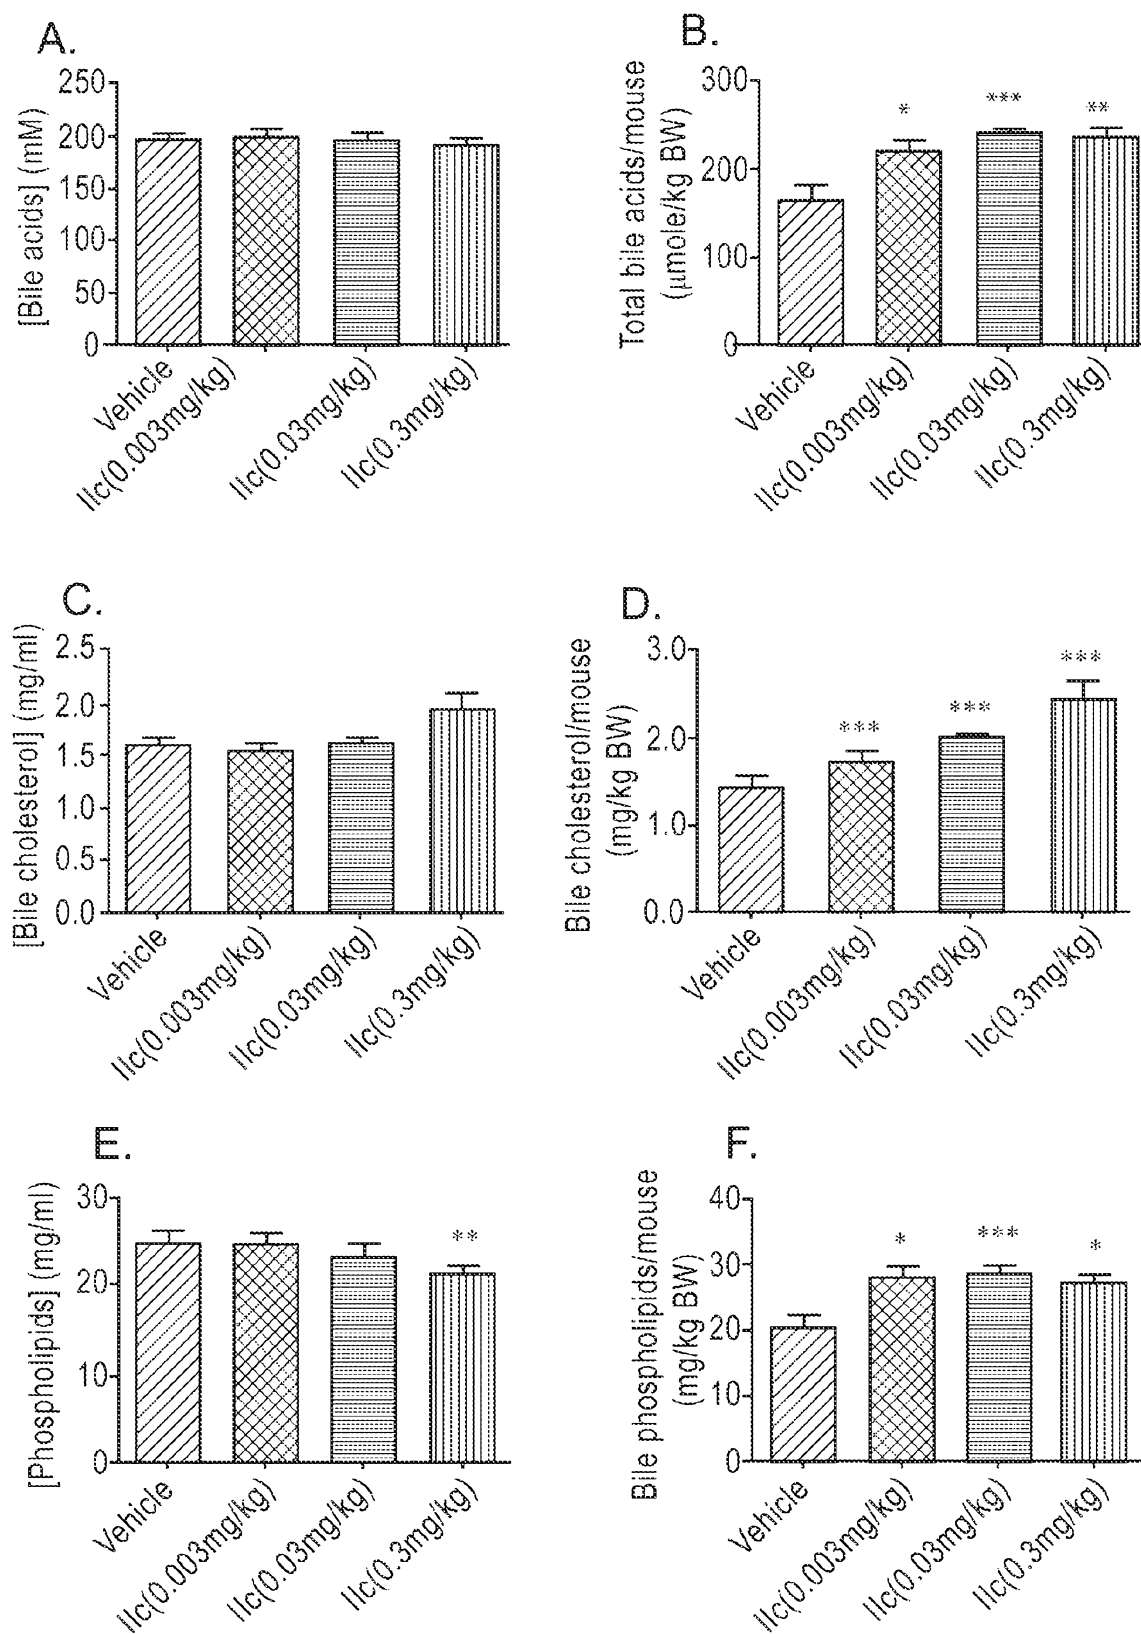 A.
[Bile acids] (mM)
250
200
150
100
50
0
Vehicle
IIc(0.003mg/kg)
IIc(0.03mg/kg)
IIc(0.3mg/kg)
B.
Total bile acids/mouse
(μmole/kg BW)
300
200
100
0
*
***
**
Vehicle
IIc(0.003mg/kg)
IIc(0.03mg/kg)
IIc(0.3mg/kg)
C.
[Bile cholesterol] (mg/ml)
2.5
2.0
1.5
1.0
0.5
0.0
Vehicle
IIc(0.003mg/kg)
IIc(0.03mg/kg)
IIc(0.3mg/kg)
D.
Bile cholesterol/mouse
(mg/kg BW)
3.0
2.0
1.0
0.0
***
***
***
Vehicle
IIc(0.003mg/kg)
IIc(0.03mg/kg)
IIc(0.3mg/kg)
E.
[Phospholipids] (mg/ml)
30
20
10
0
**
Vehicle
IIc(0.003mg/kg)
IIc(0.03mg/kg)
IIc(0.3mg/kg)
F.
Bile phospholipids/mouse
(mg/kg BW)
40
30
20
10
0
*
***
*
Vehicle
IIc(0.003mg/kg)
IIc(0.03mg/kg)
IIc(0.3mg/kg)